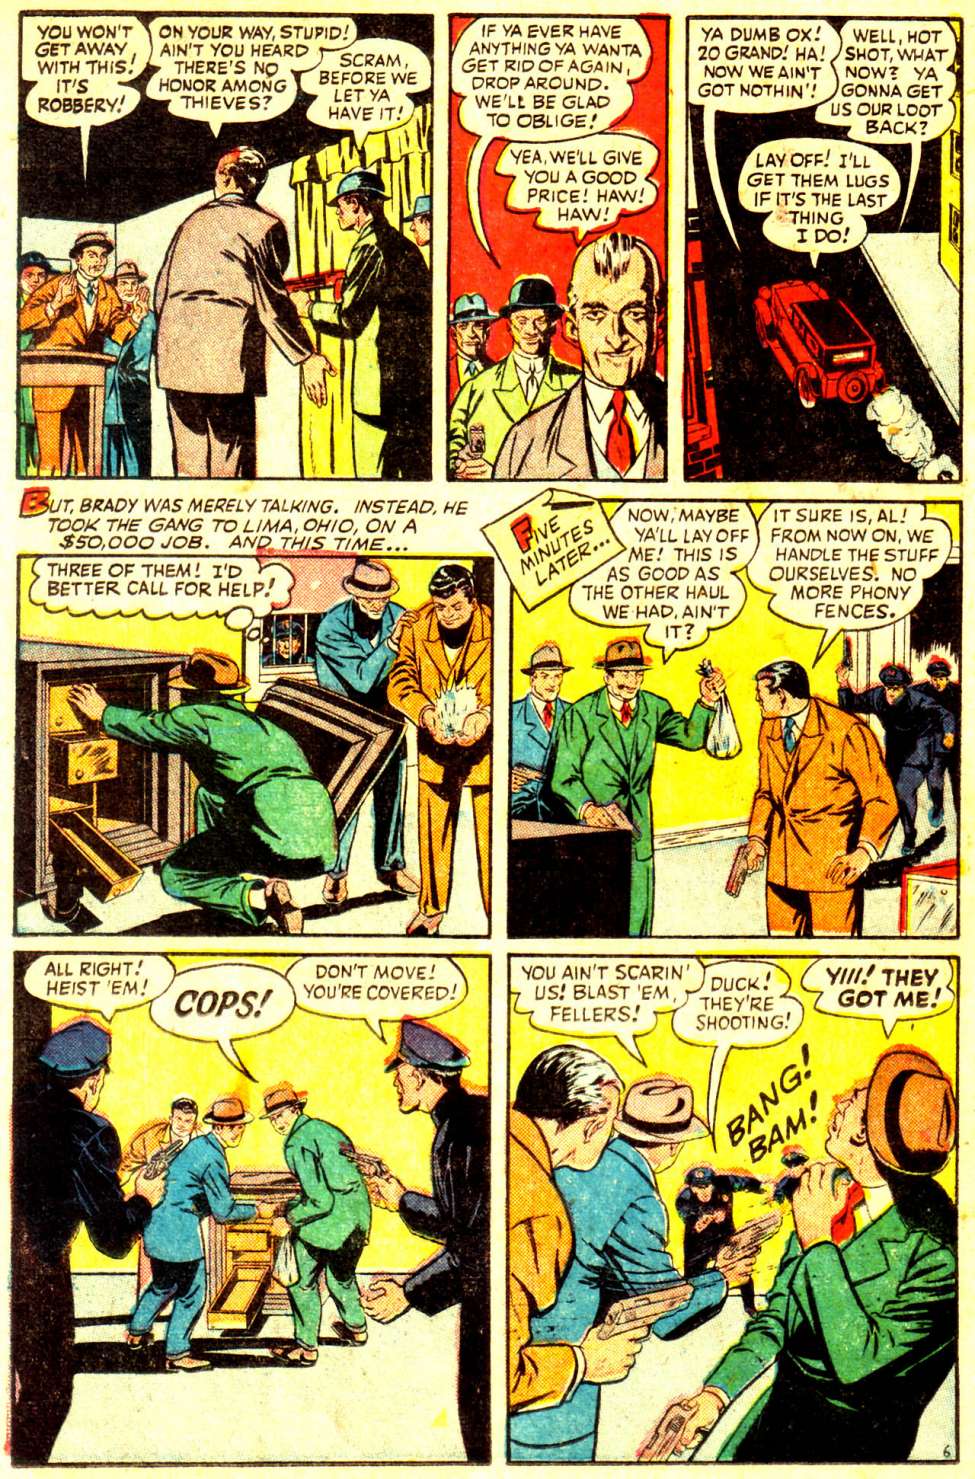 YOU WON'T
GET AWAY
WITH THIS!
IT'S
ROBBERY!
ON YOUR WAY, STUPID!
AIN'T YOU HEARD
THERE'S NO
HONOR AMONG
THIEVES?
SCRAM,
BEFORE WE
LET YA
HAVE IT!
IF YA EVER HAVE
ANYTHING YA WANTA
GET RID OF AGAIN,
DROP AROUND.
WE'LL BE GLAD
TO OBLIGE!
YEA, WE'LL GIVE
YOU A GOOD
PRICE! HAW!
HAW!
YA DUMB OX!
20 GRAND! HA!
NOW WE AIN'T
GOT NOTHIN'!
WELL, HOT
SHOT, WHAT
NOW? YA
GONNA GET
US OUR LOOT
BACK?
LAY OFF! I'LL
GET THEM LUGS
IF IT'S THE LAST
THING
I DO!
BUT, BRADY WAS MERELY TALKING. INSTEAD, HE
TOOK THE GANG TO LIMA, OHIO, ON A
$50,000 JOB. AND THIS TIME...
THREE OF THEM! I'D
BETTER CALL FOR HELP!
FIVE
MINUTES
LATER...
NOW, MAYBE
YA'LL LAY OFF
ME! THIS IS
AS GOOD AS
THE OTHER HAUL
WE HAD, AIN'T
IT?
IT SURE IS, AL!
FROM NOW ON, WE
HANDLE THE STUFF
OURSELVES. NO
MORE PHONY
FENCES.
ALL RIGHT!
HEIST 'EM!
COPS!
DON'T MOVE!
YOU'RE COVERED!
YOU AIN'T SCARIN'
US! BLAST 'EM,
FELLERS!
DUCK!
THEY'RE
SHOOTING!
YIII! THEY
GOT ME!
BANG!
BAM!
6